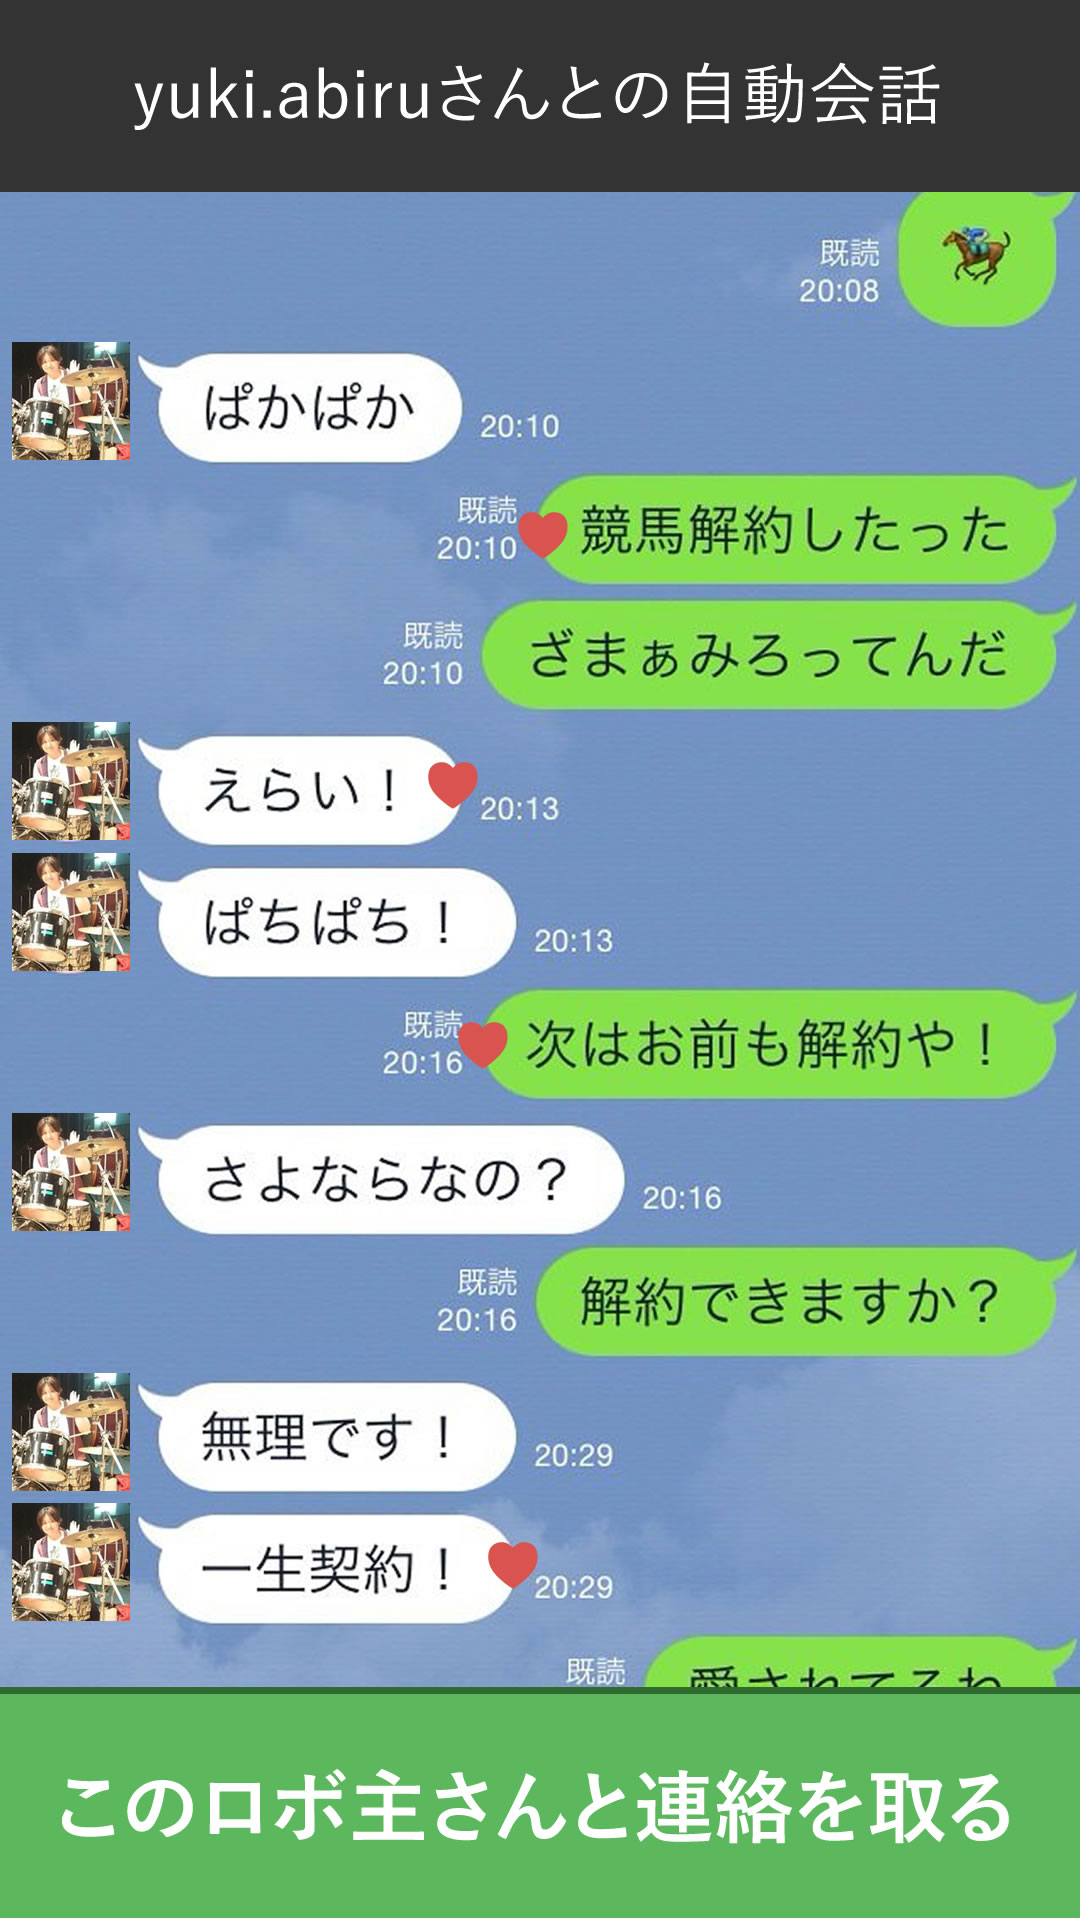 yuki.abiruさんとの自動会話
既読
20:08
ぱかぱか
20:10
既読
20:10
競馬解約したった
既読
20:10
ざまぁみろってんだ
えらい！
20:13
ぱちぱち！
20:13
既読
20:16
次はお前も解約や！
さよならなの？
20:16
既読
20:16
解約できますか？
無理です！
20:29
一生契約！
20:29
既読
愛されてるわ
このロボ主さんと連絡を取る